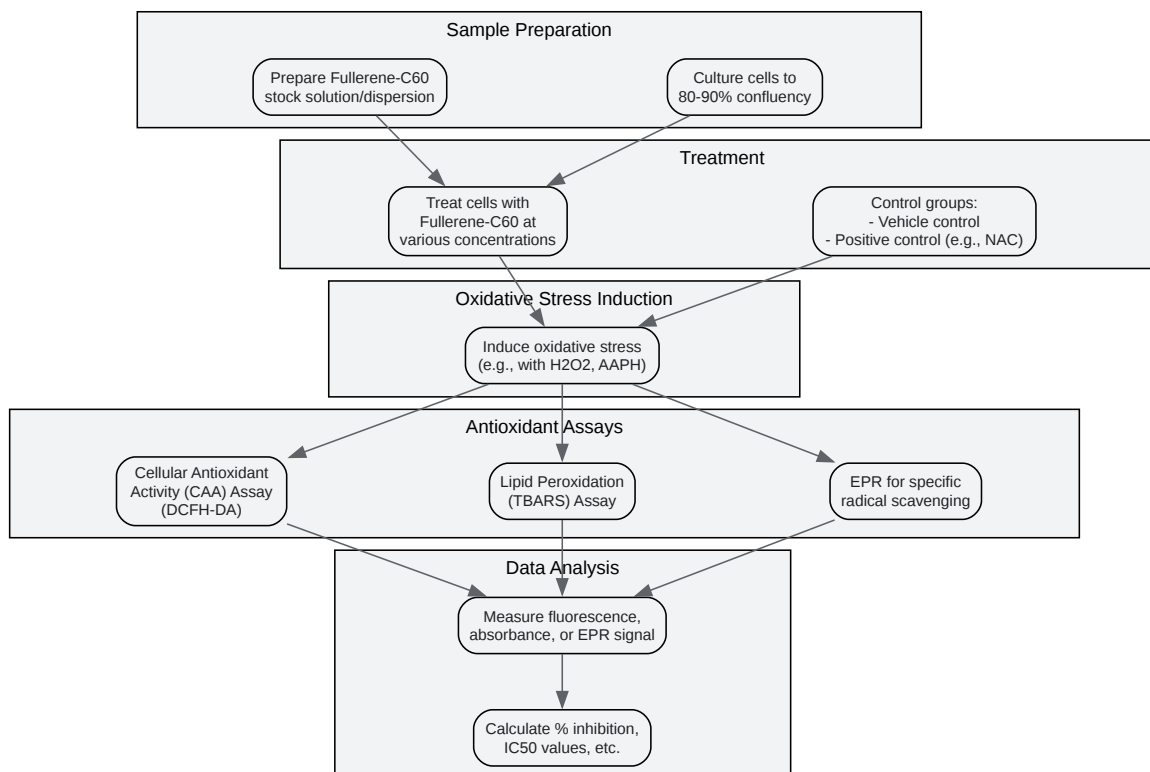 Sample Preparation
Prepare Fullerene-C60
stock solution/dispersion
Culture cells to
80-90% confluency
Treatment
Treat cells with
Fullerene-C60 at
various concentrations
Control groups:
- Vehicle control
- Positive control (e.g., NAC)
Oxidative Stress Induction
Induce oxidative stress
(e.g., with H2O2, AAPH)
Antioxidant Assays
Cellular Antioxidant
Activity (CAA) Assay
(DCFH-DA)
Lipid Peroxidation
(TBARS) Assay
EPR for specific
radical scavenging
Data Analysis
Measure fluorescence,
absorbance, or EPR signal
Calculate % inhibition,
IC50 values, etc.